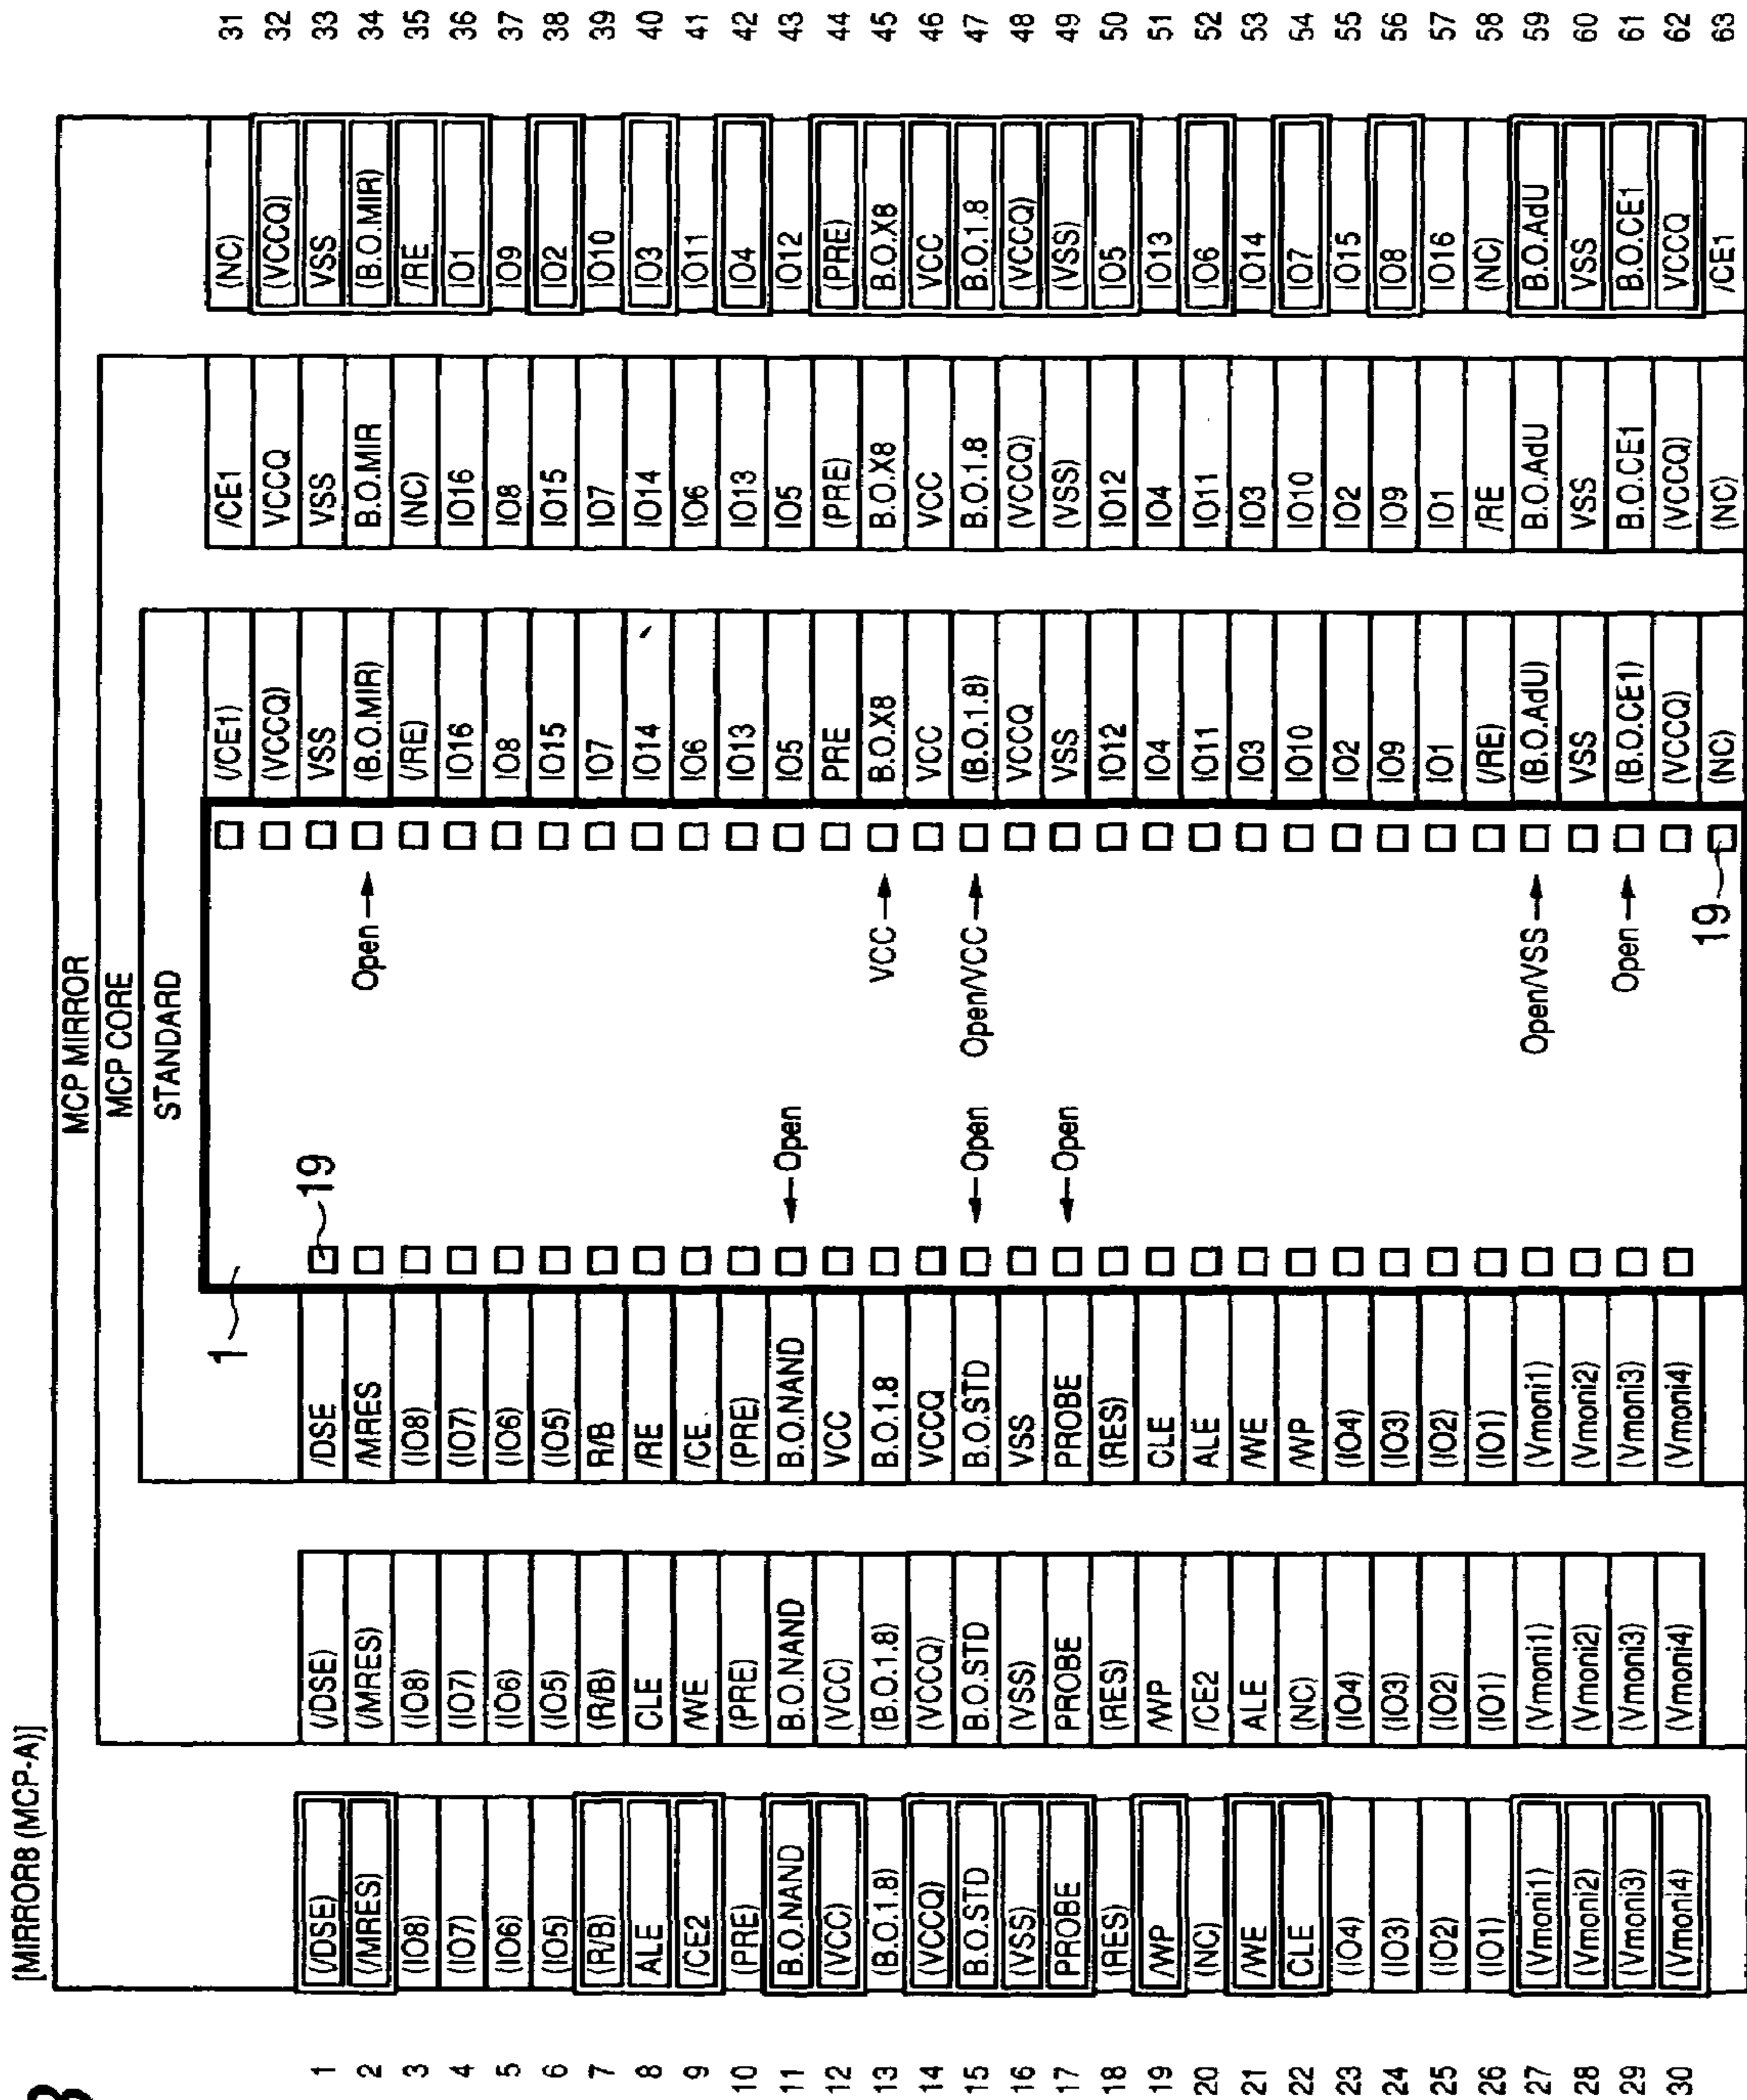 [MIRROR8 (MCP-A)]
MCP MIRROR
MCP CORE
STANDARD
1 (/CE1) /CE1 (NC) 31
(VCCQ) VCCQ (VCCQ) 32
1 (/DSE) (/DSE) /DSE 19 VSS VSS VSS 33
2 (/MRES) (/MRES) /MRES Open (B.O.MIR) B.O.MIR (B.O.MIR) 34
3 (IO8) (IO8) (IO8) (/RE) (NC) /RE 35
4 (IO7) (IO7) (IO7) IO16 IO16 IO1 36
5 (IO6) (IO6) (IO6) IO8 IO8 IO9 37
6 (IO5) (IO5) (IO5) IO15 IO15 IO2 38
7 (R/B) (R/B) R/B IO7 IO7 IO10 39
8 ALE CLE /RE IO14 IO14 IO3 40
9 /CE2 /WE /CE IO6 IO6 IO11 41
10 (PRE) (PRE) (PRE) IO13 IO13 IO4 42
11 B.O.NAND B.O.NAND B.O.NAND Open IO5 IO5 IO12 43
12 (VCC) (VCC) VCC PRE (PRE) (PRE) 44
13 (B.O.1.8) (B.O.1.8) B.O.1.8 VCC B.O.X8 B.O.X8 B.O.X8 45
14 (VCCQ) (VCCQ) VCCQ VCC VCC VCC 46
15 B.O.STD B.O.STD B.O.STD Open Open/VCC (B.O.1.8) B.O.1.8 B.O.1.8 47
16 (VSS) (VSS) VSS VCCQ (VCCQ) (VCCQ) 48
17 PROBE PROBE PROBE Open VSS (VSS) (VSS) 49
18 (RES) (RES) (RES) IO12 IO12 IO5 50
19 /WP /WP CLE IO4 IO4 IO13 51
20 (NC) /CE2 ALE IO11 IO11 IO6 52
21 /WE ALE /WE IO3 IO3 IO14 53
22 CLE (NC) /WP IO10 IO10 IO7 54
23 (IO4) (IO4) (IO4) IO2 IO2 IO15 55
24 (IO3) (IO3) (IO3) IO9 IO9 IO8 56
25 (IO2) (IO2) (IO2) IO1 IO1 IO16 57
26 (IO1) (IO1) (IO1) (/RE) /RE (NC) 58
27 (Vmoni1) (Vmoni1) (Vmoni1) Open/VSS (B.O.AdU) B.O.AdU B.O.AdU 59
28 (Vmoni2) (Vmoni2) (Vmoni2) VSS VSS VSS 60
29 (Vmoni3) (Vmoni3) (Vmoni3) Open (B.O.CE1) B.O.CE1 B.O.CE1 61
30 (Vmoni4) (Vmoni4) (Vmoni4) (VCCQ) (VCCQ) VCCQ 62
19 (NC) (NC) /CE1 63